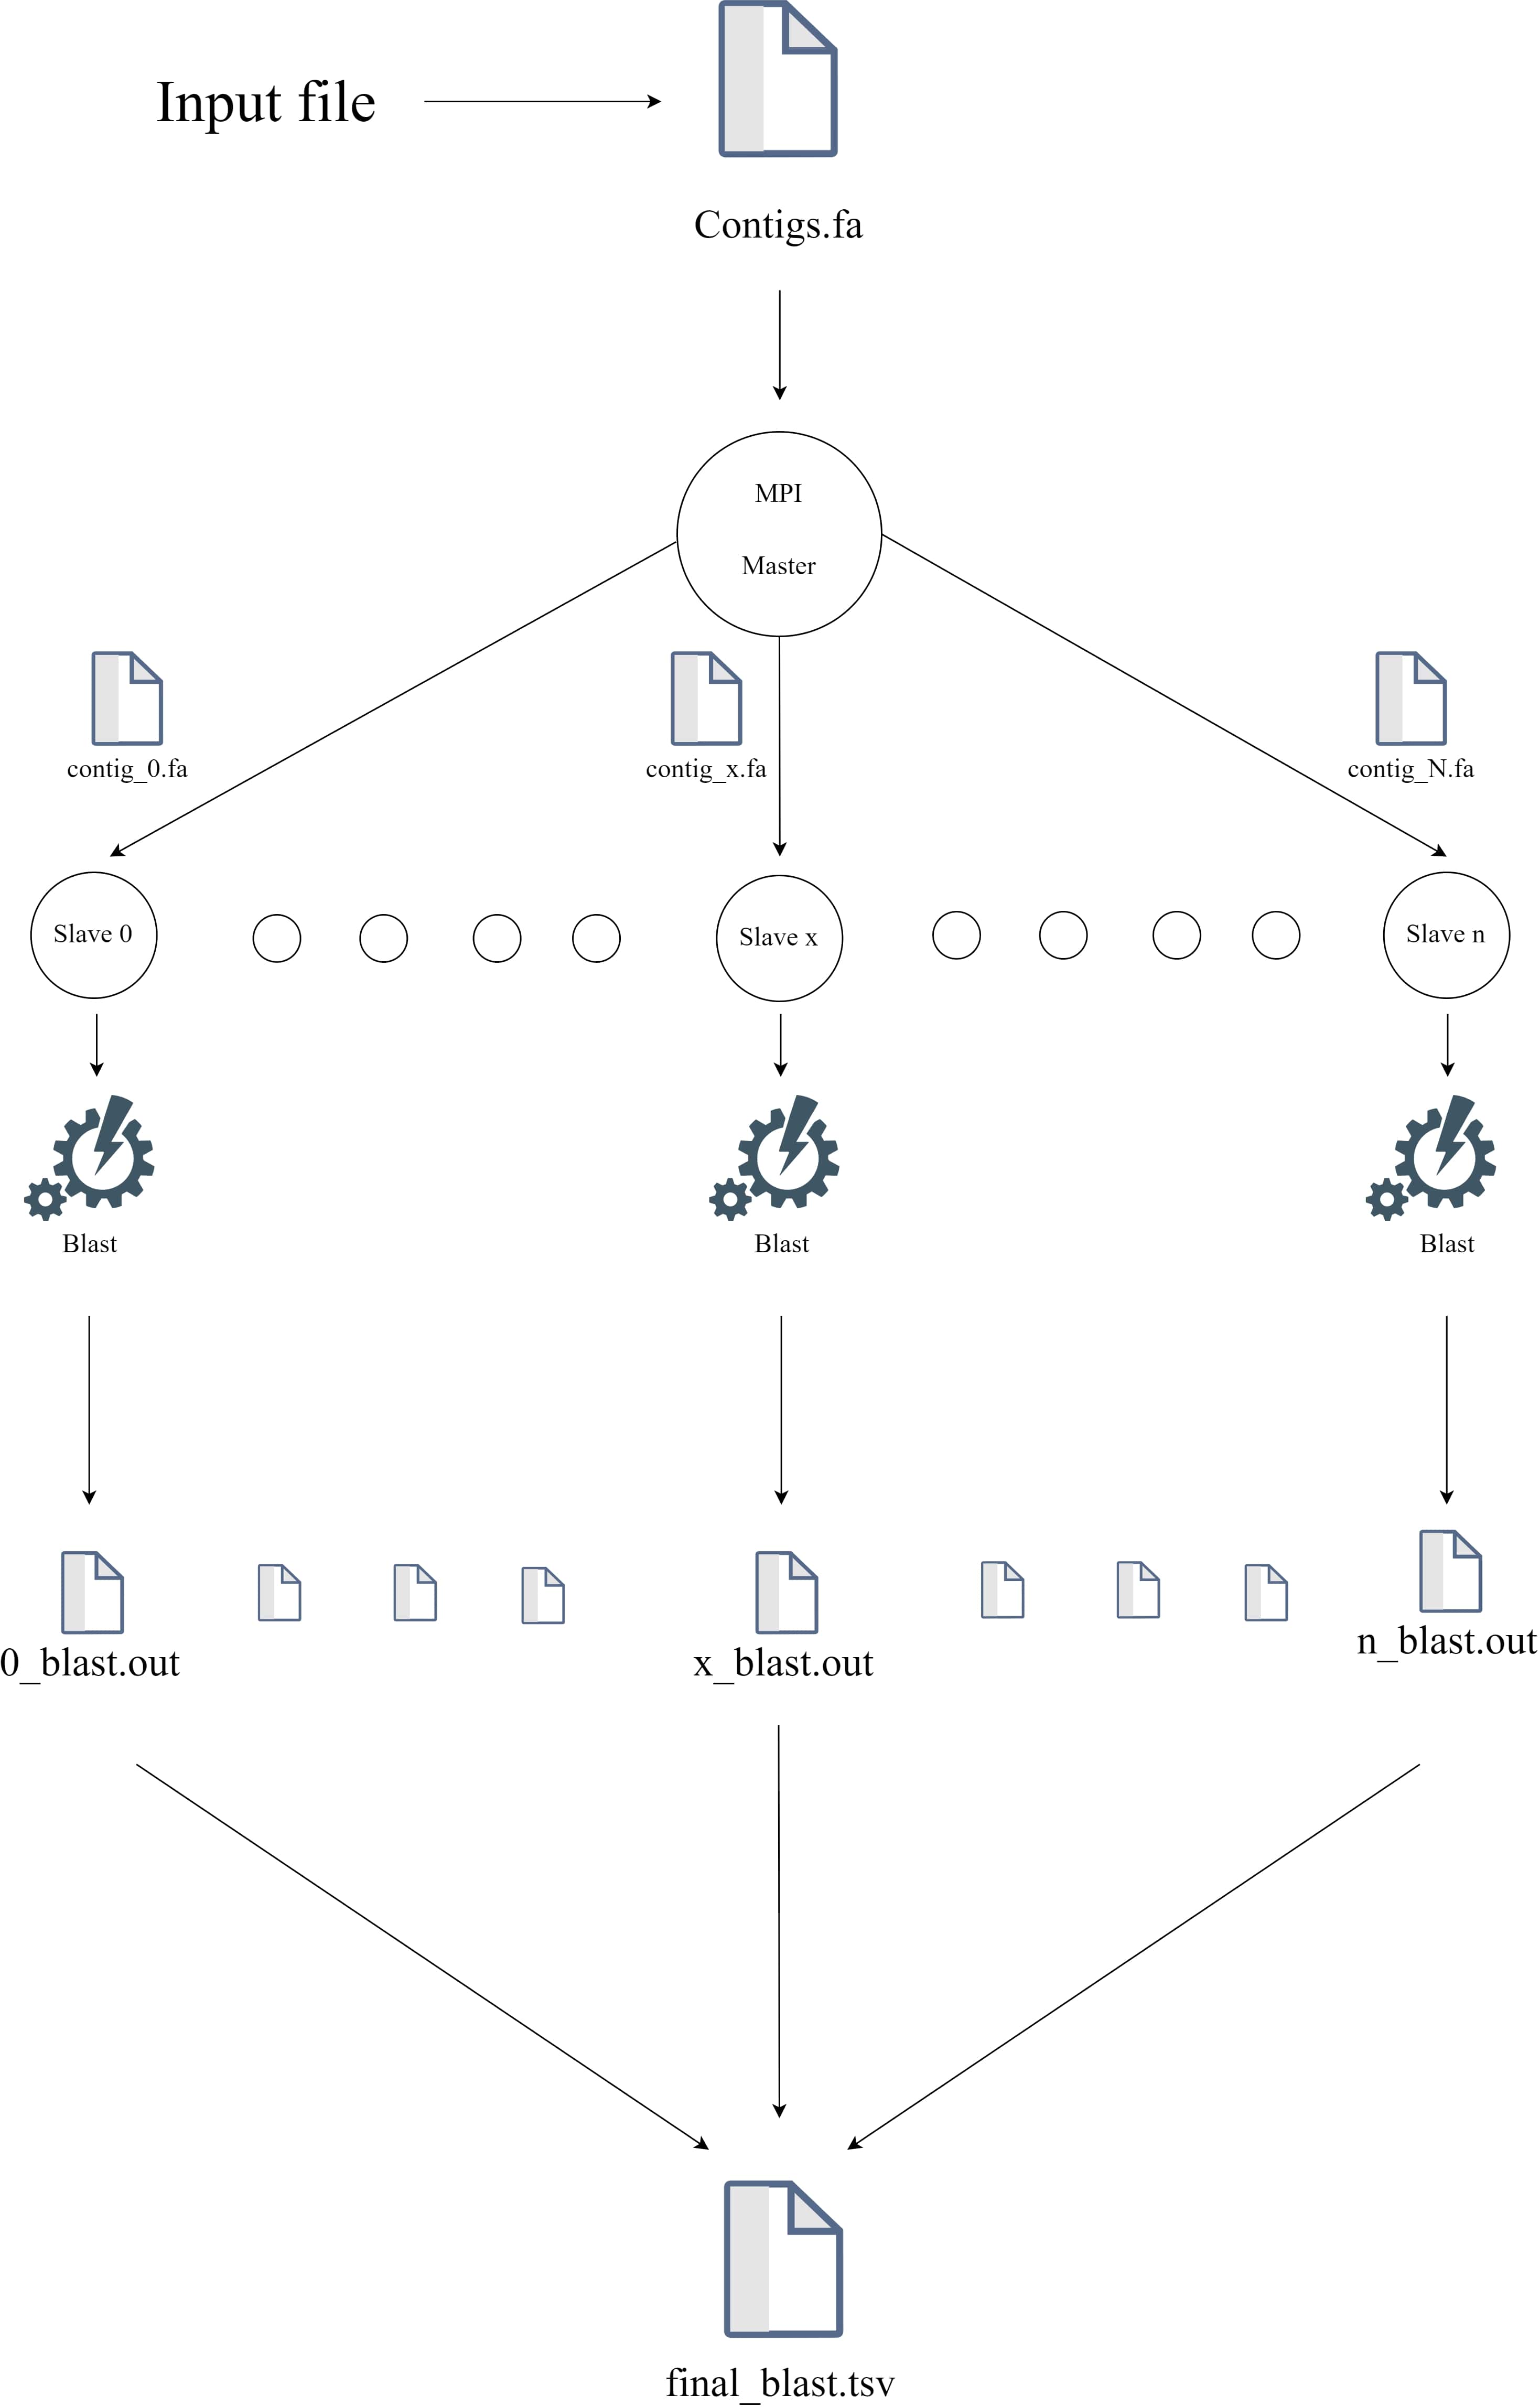 Input file
Contigs.fa
MPI
Master
contig_0.fa
contig_x.fa
contig_N.fa
Slave 0
Slave x
Slave n
Blast
Blast
Blast
0_blast.out
x_blast.out
n_blast.out
final_blast.tsv